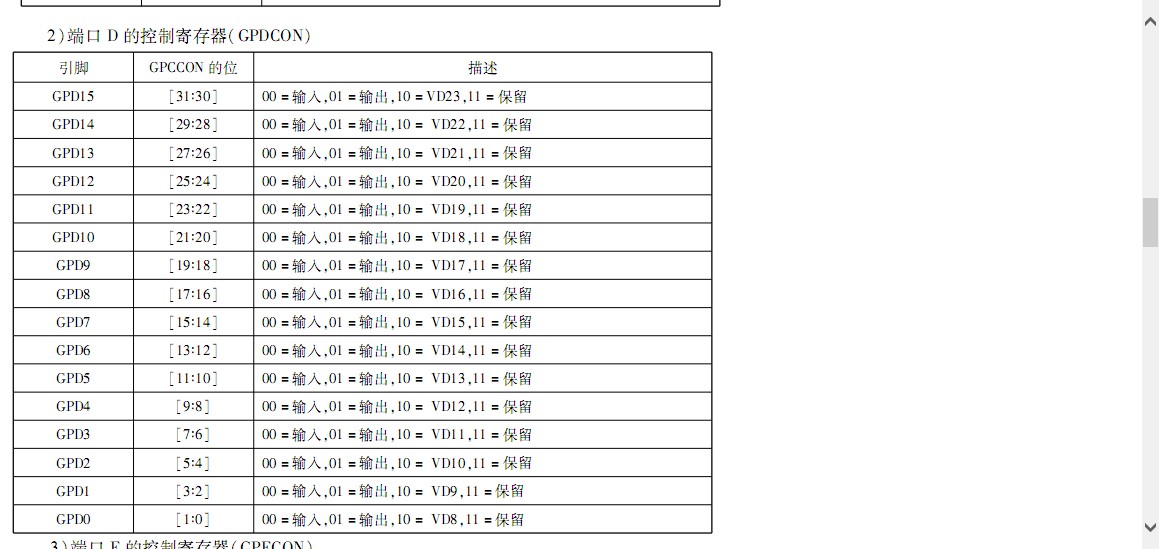 2)端口 D 的控制寄存器(GPDCON)
引脚 GPCCON 的位 描述
GPD15 [31:30] 00 = 输入,01 = 输出,10 = VD23,11 = 保留
GPD14 [29:28] 00 = 输入,01 = 输出,10 = VD22,11 = 保留
GPD13 [27:26] 00 = 输入,01 = 输出,10 = VD21,11 = 保留
GPD12 [25:24] 00 = 输入,01 = 输出,10 = VD20,11 = 保留
GPD11 [23:22] 00 = 输入,01 = 输出,10 = VD19,11 = 保留
GPD10 [21:20] 00 = 输入,01 = 输出,10 = VD18,11 = 保留
GPD9 [19:18] 00 = 输入,01 = 输出,10 = VD17,11 = 保留
GPD8 [17:16] 00 = 输入,01 = 输出,10 = VD16,11 = 保留
GPD7 [15:14] 00 = 输入,01 = 输出,10 = VD15,11 = 保留
GPD6 [13:12] 00 = 输入,01 = 输出,10 = VD14,11 = 保留
GPD5 [11:10] 00 = 输入,01 = 输出,10 = VD13,11 = 保留
GPD4 [9:8] 00 = 输入,01 = 输出,10 = VD12,11 = 保留
GPD3 [7:6] 00 = 输入,01 = 输出,10 = VD11,11 = 保留
GPD2 [5:4] 00 = 输入,01 = 输出,10 = VD10,11 = 保留
GPD1 [3:2] 00 = 输入,01 = 输出,10 = VD9,11 = 保留
GPD0 [1:0] 00 = 输入,01 = 输出,10 = VD8,11 = 保留
3)端口 E 的控制寄存器(GPECON)